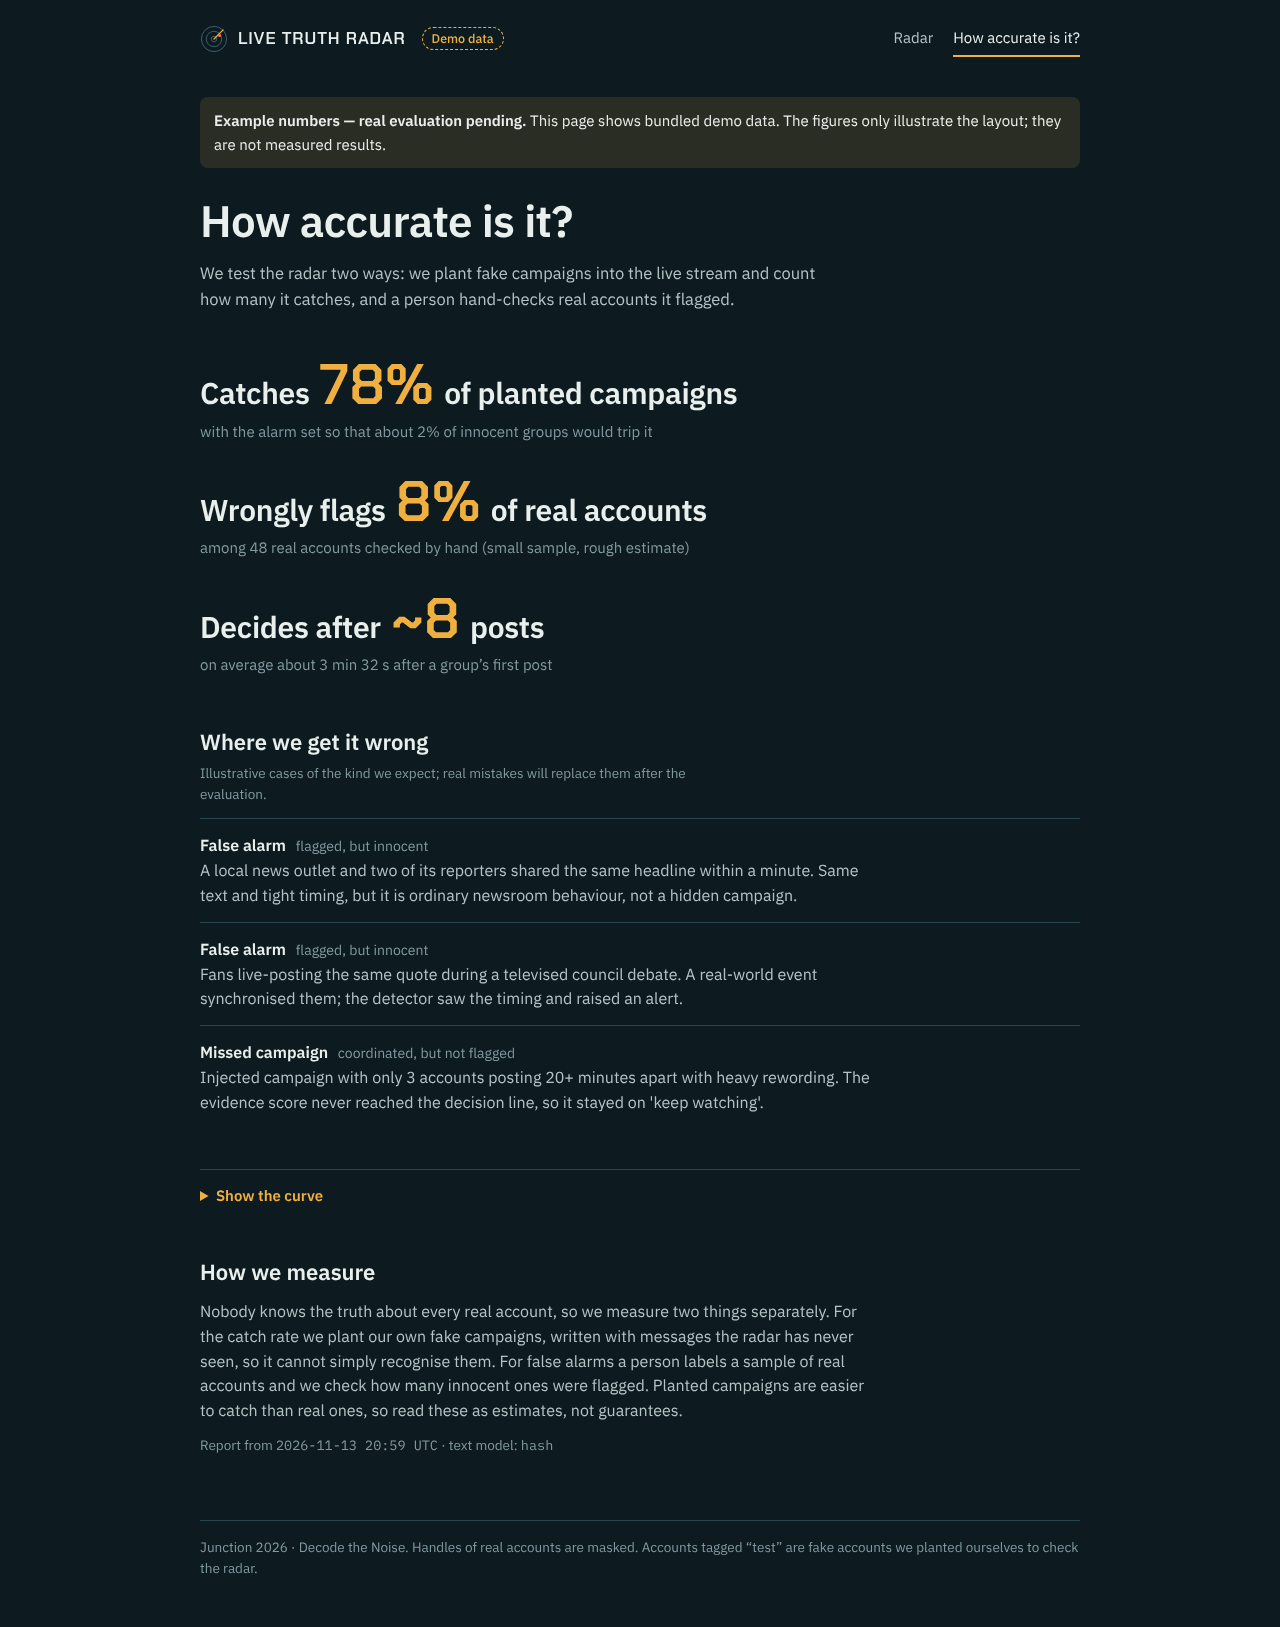 LIVE TRUTH RADAR
Demo data
Radar
How accurate is it?
Example numbers — real evaluation pending. This page shows bundled demo data. The figures only illustrate the layout; they
are not measured results.
How accurate is it?
We test the radar two ways: we plant fake campaigns into the live stream and count
how many it catches, and a person hand-checks real accounts it flagged.
Catches 78% of planted campaigns
with the alarm set so that about 2% of innocent groups would trip it
Wrongly flags 8% of real accounts
among 48 real accounts checked by hand (small sample, rough estimate)
Decides after ~8 posts
on average about 3 min 32 s after a group’s first post
Where we get it wrong
Illustrative cases of the kind we expect; real mistakes will replace them after the
evaluation.
False alarm flagged, but innocent
A local news outlet and two of its reporters shared the same headline within a minute. Same
text and tight timing, but it is ordinary newsroom behaviour, not a hidden campaign.
False alarm flagged, but innocent
Fans live-posting the same quote during a televised council debate. A real-world event
synchronised them; the detector saw the timing and raised an alert.
Missed campaign coordinated, but not flagged
Injected campaign with only 3 accounts posting 20+ minutes apart with heavy rewording. The
evidence score never reached the decision line, so it stayed on 'keep watching'.
Show the curve
How we measure
Nobody knows the truth about every real account, so we measure two things separately. For
the catch rate we plant our own fake campaigns, written with messages the radar has never
seen, so it cannot simply recognise them. For false alarms a person labels a sample of real
accounts and we check how many innocent ones were flagged. Planted campaigns are easier
to catch than real ones, so read these as estimates, not guarantees.
Report from 2026-11-13 20:59 UTC · text model: hash
Junction 2026 · Decode the Noise. Handles of real accounts are masked. Accounts tagged “test” are fake accounts we planted ourselves to check
the radar.